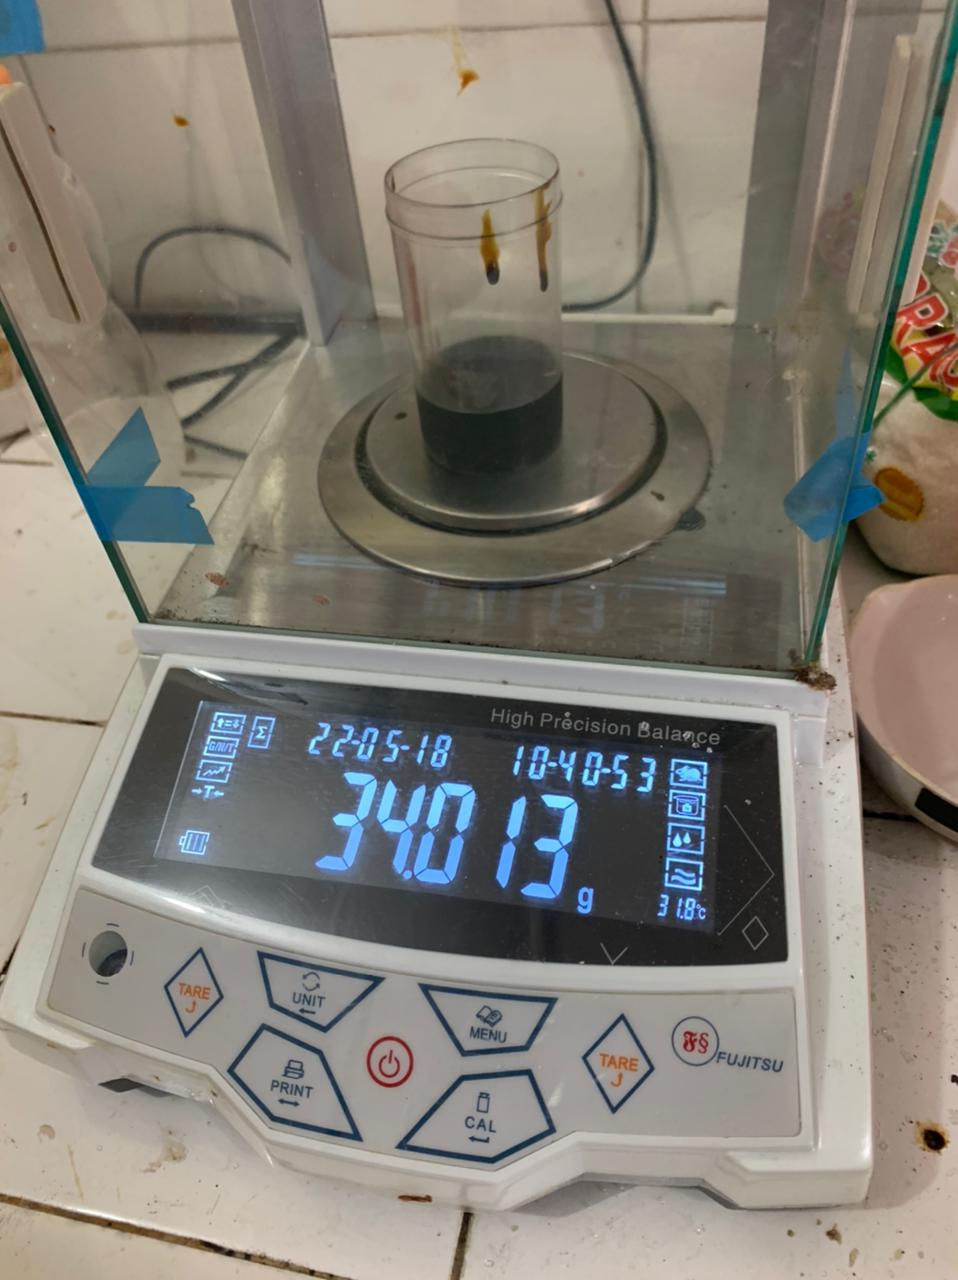 High Precision Balance
Σ
22-05-18 10-40-53
G/N/T
→T←
34.013 g
31.8°C
TARE
UNIT
MENU
TARE
PRINT
CAL
FS FUJITSU